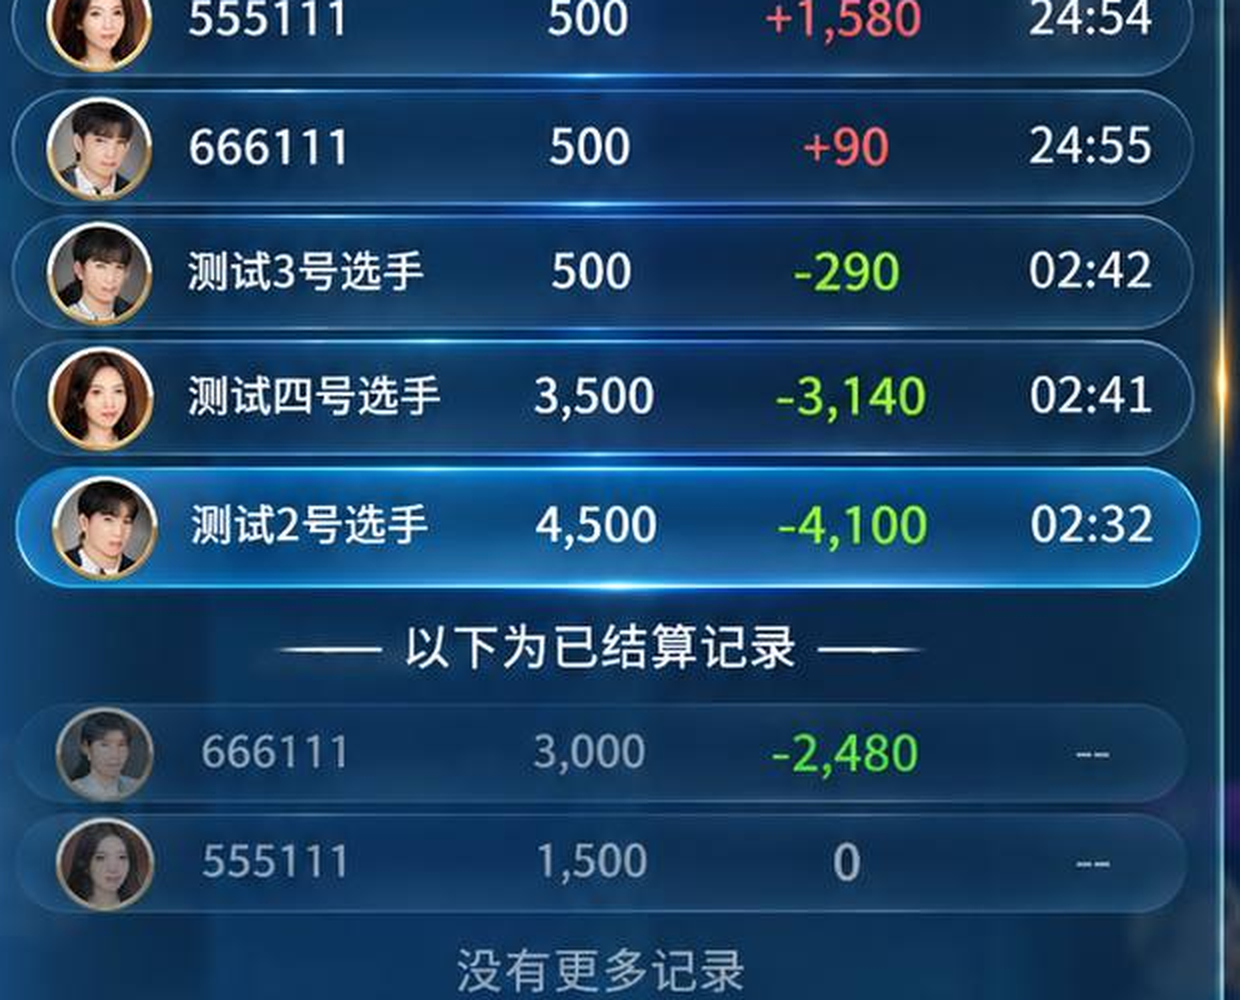 555111 500 +1,580 24:54
666111 500 +90 24:55
测试3号选手 500 -290 02:42
测试四号选手 3,500 -3,140 02:41
测试2号选手 4,500 -4,100 02:32
以下为已结算记录
666111 3,000 -2,480 --
555111 1,500 0 --
没有更多记录